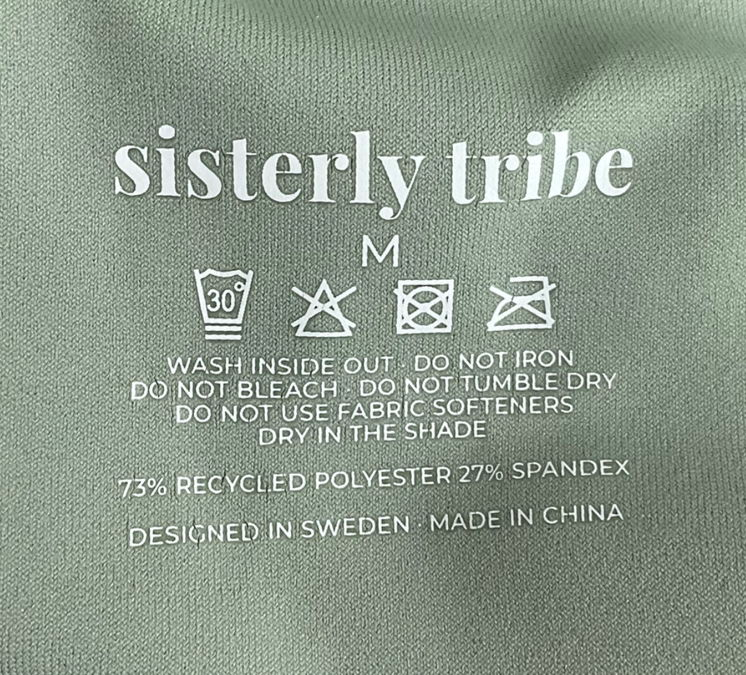 sisterly tribe
M
30°
WASH INSIDE OUT · DO NOT IRON
DO NOT BLEACH · DO NOT TUMBLE DRY
DO NOT USE FABRIC SOFTENERS
DRY IN THE SHADE
73% RECYCLED POLYESTER 27% SPANDEX
DESIGNED IN SWEDEN · MADE IN CHINA